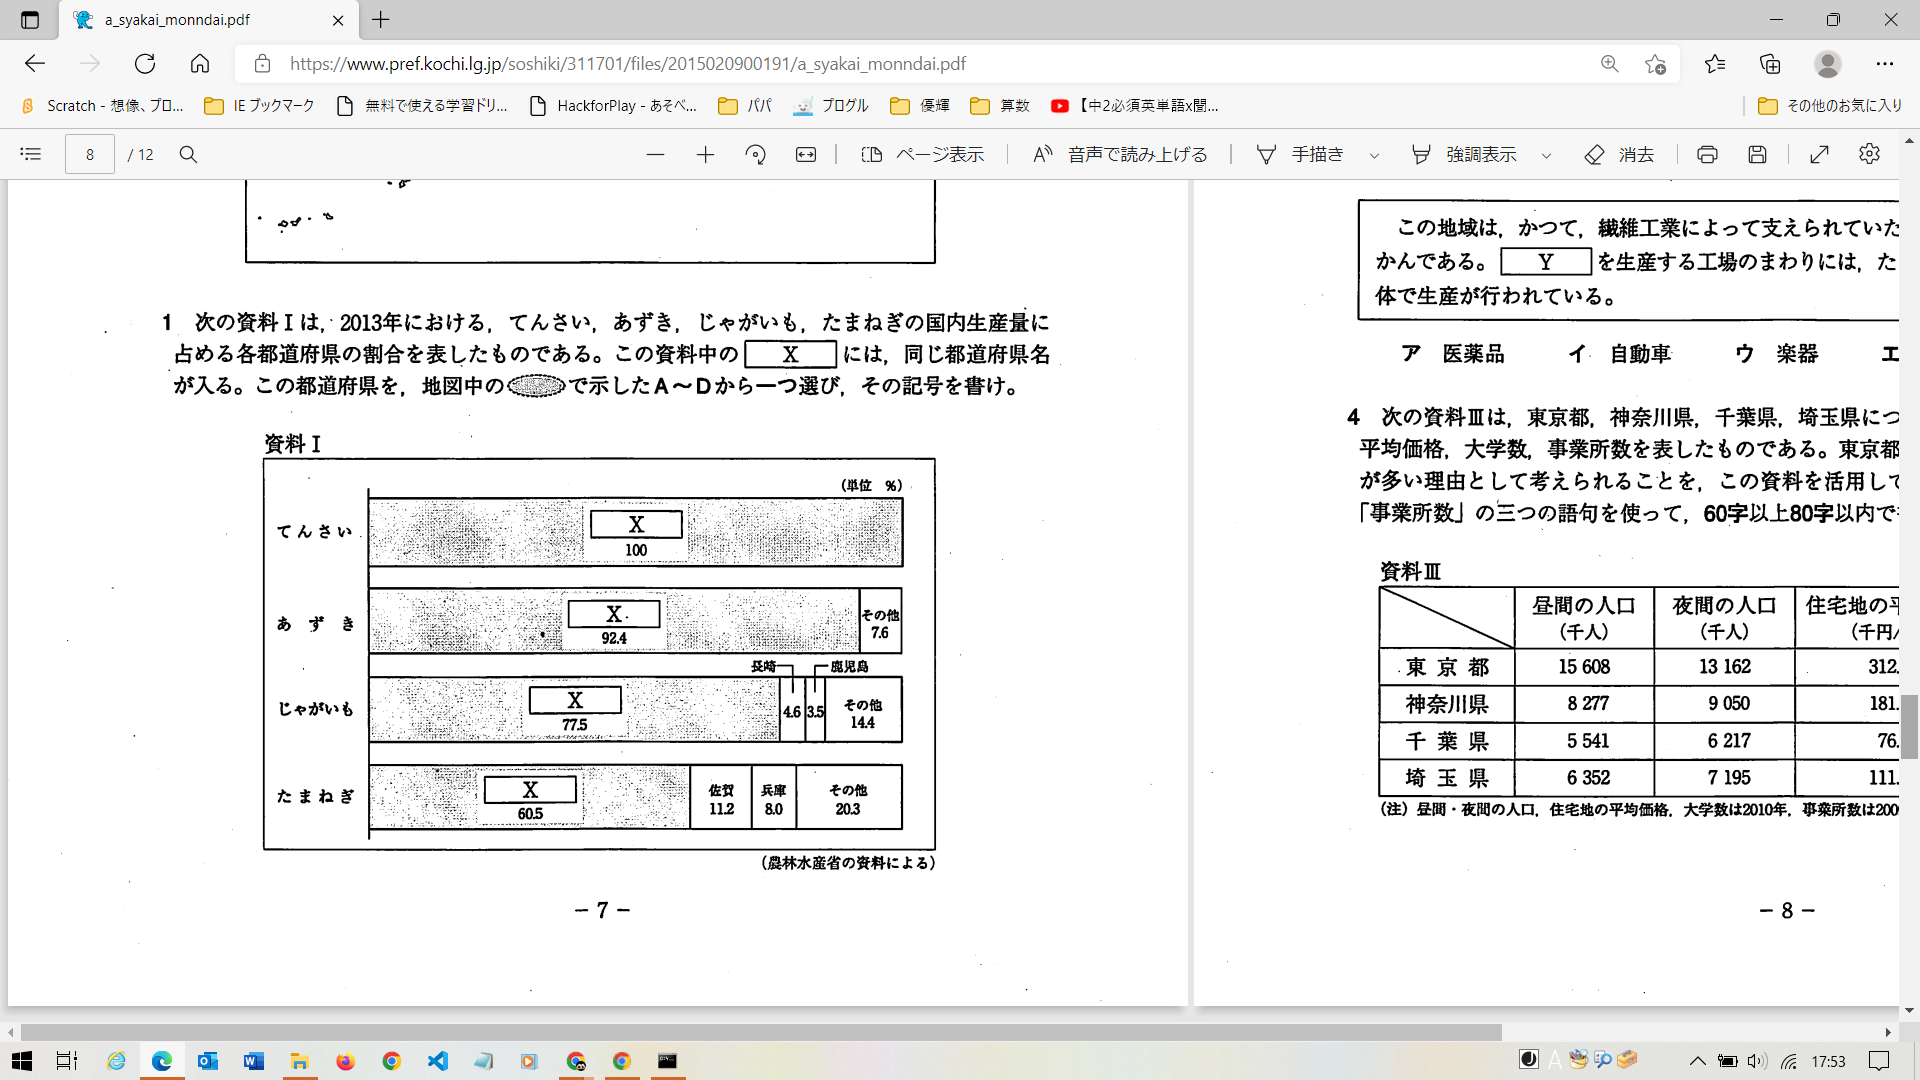 a_syakai_monndai.pdf
https://www.pref.kochi.lg.jp/soshiki/311701/files/2015020900191/a_syakai_monndai.pdf
Scratch - 想像、プロ...
IE ブックマーク
無料で使える学習ドリ...
HackforPlay - あそべ...
パパ
プログル
優輝
算数
【中2必須英単語x聞...
その他のお気に入り
8
/ 12
ページ表示
音声で読み上げる
手描き
強調表示
消去
1 次の資料Ⅰは，2013年における，てんさい，あずき，じゃがいも，たまねぎの国内生産量に
占める各都道府県の割合を表したものである。この資料中の X には，同じ都道府県名
が入る。この都道府県を，地図中の で示したA～Dから一つ選び，その記号を書け。
資料Ⅰ
(単位 %)
てんさい
X
100
あずき
X
92.4
その他
7.6
長崎
鹿児島
じゃがいも
X
77.5
4.6
3.5
その他
14.4
たまねぎ
X
60.5
佐賀
11.2
兵庫
8.0
その他
20.3
(農林水産省の資料による)
－7－
この地域は，かつて，繊維工業によって支えられていた
かんである。 Y を生産する工場のまわりには，た
体で生産が行われている。
ア 医薬品 イ 自動車 ウ 楽器 エ
4 次の資料Ⅲは，東京都，神奈川県，千葉県，埼玉県につ
平均価格，大学数，事業所数を表したものである。東京都
が多い理由として考えられることを，この資料を活用して
「事業所数」の三つの語句を使って，60字以上80字以内で
資料Ⅲ
昼間の人口 夜間の人口 住宅地の平
(千人) (千人) (千円/
東京都 15 608 13 162 312.
神奈川県 8 277 9 050 181.
千葉県 5 541 6 217 76.
埼玉県 6 352 7 195 111.
(注) 昼間・夜間の人口，住宅地の平均価格，大学数は2010年，事業所数は200
－8－
17:53